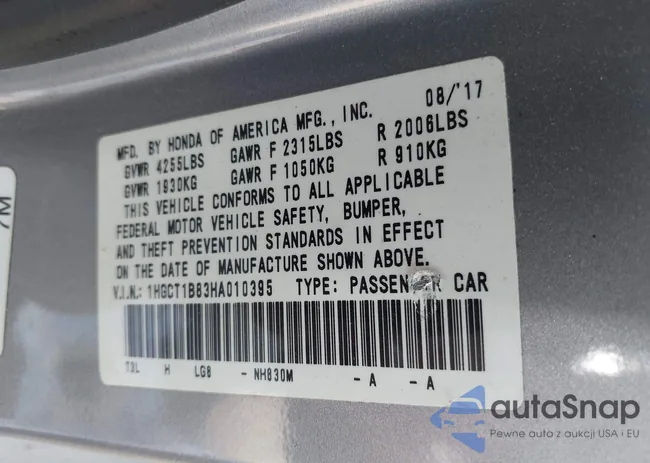 MFD. BY HONDA OF AMERICA MFG., INC. 08/'17
GVWR 4255LBS GAWR F 2315LBS R 2006LBS
GVWR 1930KG GAWR F 1050KG R 910KG
THIS VEHICLE CONFORMS TO ALL APPLICABLE
FEDERAL MOTOR VEHICLE SAFETY, BUMPER,
AND THEFT PREVENTION STANDARDS IN EFFECT
ON THE DATE OF MANUFACTURE SHOWN ABOVE.
V.I.N.: 1HGCT1B83HA010395 TYPE: PASSENGER CAR
T3L H LG8 - NH830M - A - A
7M
autaSnap
Pewne auta z aukcji USA i EU